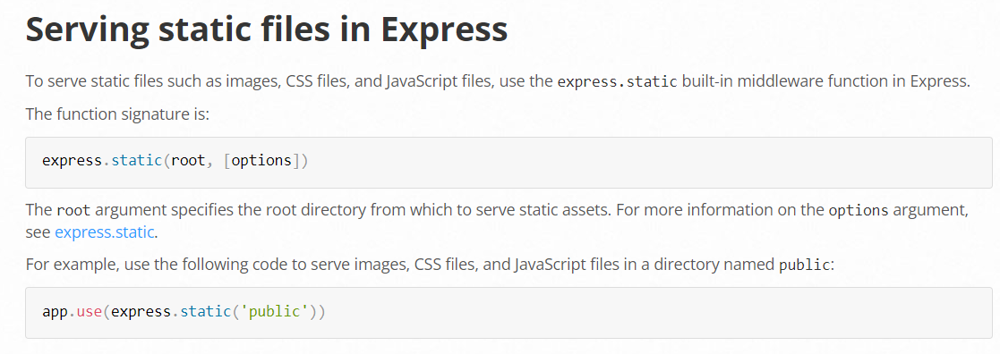 Serving static files in Express
To serve static files such as images, CSS files, and JavaScript files, use the express.static built-in middleware function in Express.
The function signature is:
express.static(root, [options])
The root argument specifies the root directory from which to serve static assets. For more information on the options argument,
see express.static.
For example, use the following code to serve images, CSS files, and JavaScript files in a directory named public:
app.use(express.static('public'))